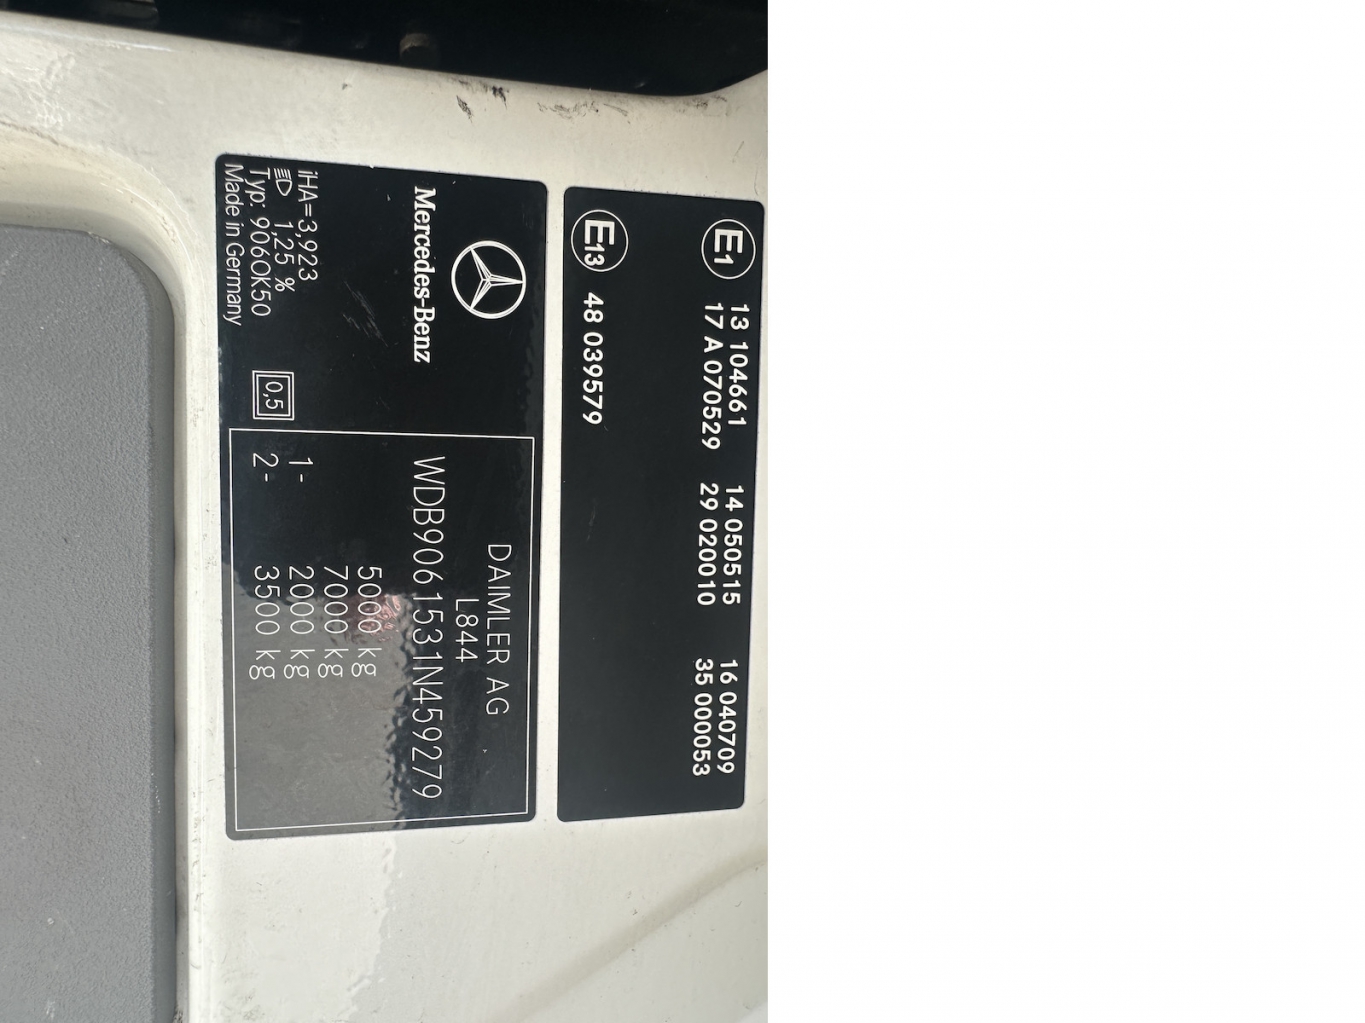 E1 13 104661 14 050515 16 040709
17 A 070529 29 020010 35 000053
E13 48 039579
Mercedes-Benz
iHA=3,923
1,25 %
Typ: 906OK50
Made in Germany
0,5
DAIMLER AG
L844
WDB9061531N459279
5000 kg
7000 kg
1- 2000 kg
2- 3500 kg